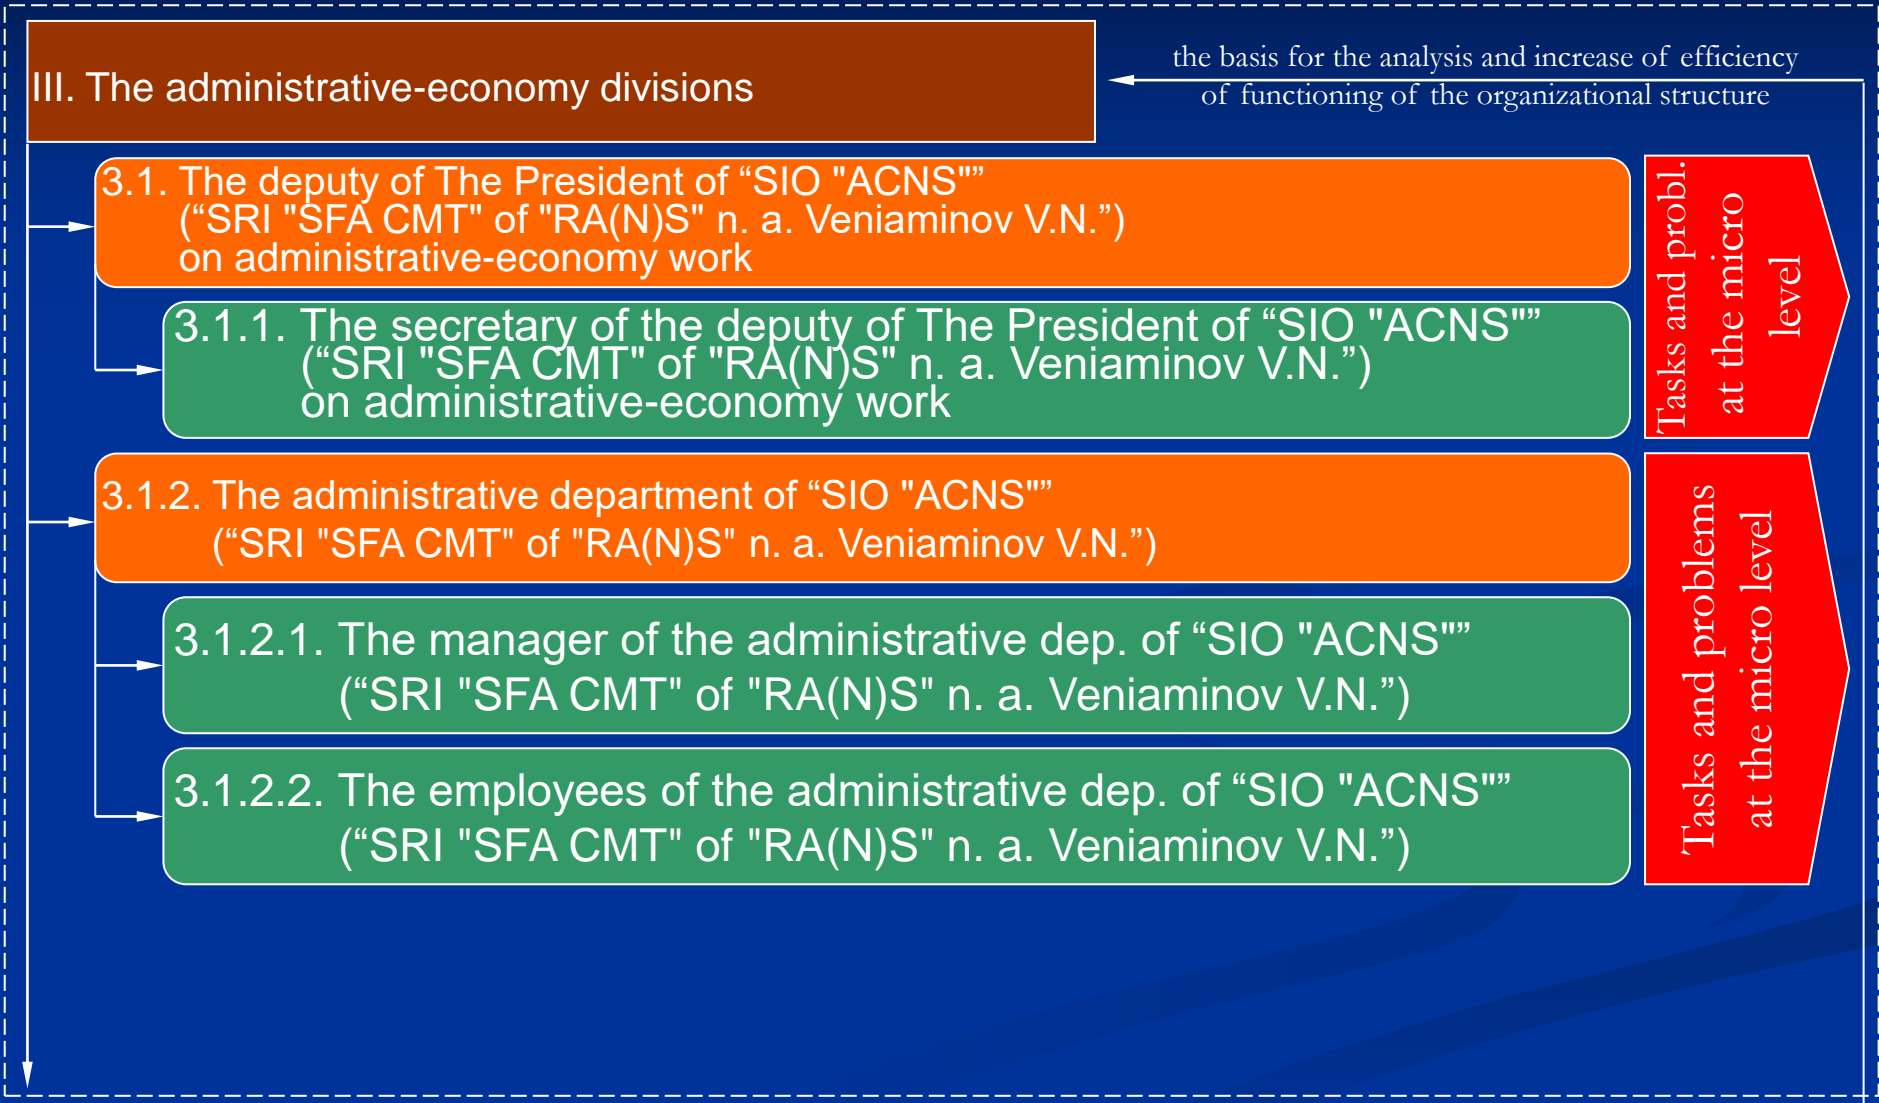 III. The administrative-economy divisions
the basis for the analysis and increase of efficiency
of functioning of the organizational structure
3.1. The deputy of The President of “SIO "ACNS"”
(“SRI "SFA CMT" of "RA(N)S" n. a. Veniaminov V.N.”)
on administrative-economy work
3.1.1. The secretary of the deputy of The President of “SIO "ACNS"”
(“SRI "SFA CMT" of "RA(N)S" n. a. Veniaminov V.N.”)
on administrative-economy work
Tasks and probl.
at the micro
level
3.1.2. The administrative department of “SIO "ACNS"”
(“SRI "SFA CMT" of "RA(N)S" n. a. Veniaminov V.N.”)
3.1.2.1. The manager of the administrative dep. of “SIO "ACNS"”
(“SRI "SFA CMT" of "RA(N)S" n. a. Veniaminov V.N.”)
3.1.2.2. The employees of the administrative dep. of “SIO "ACNS"”
(“SRI "SFA CMT" of "RA(N)S" n. a. Veniaminov V.N.”)
Tasks and problems
at the micro level